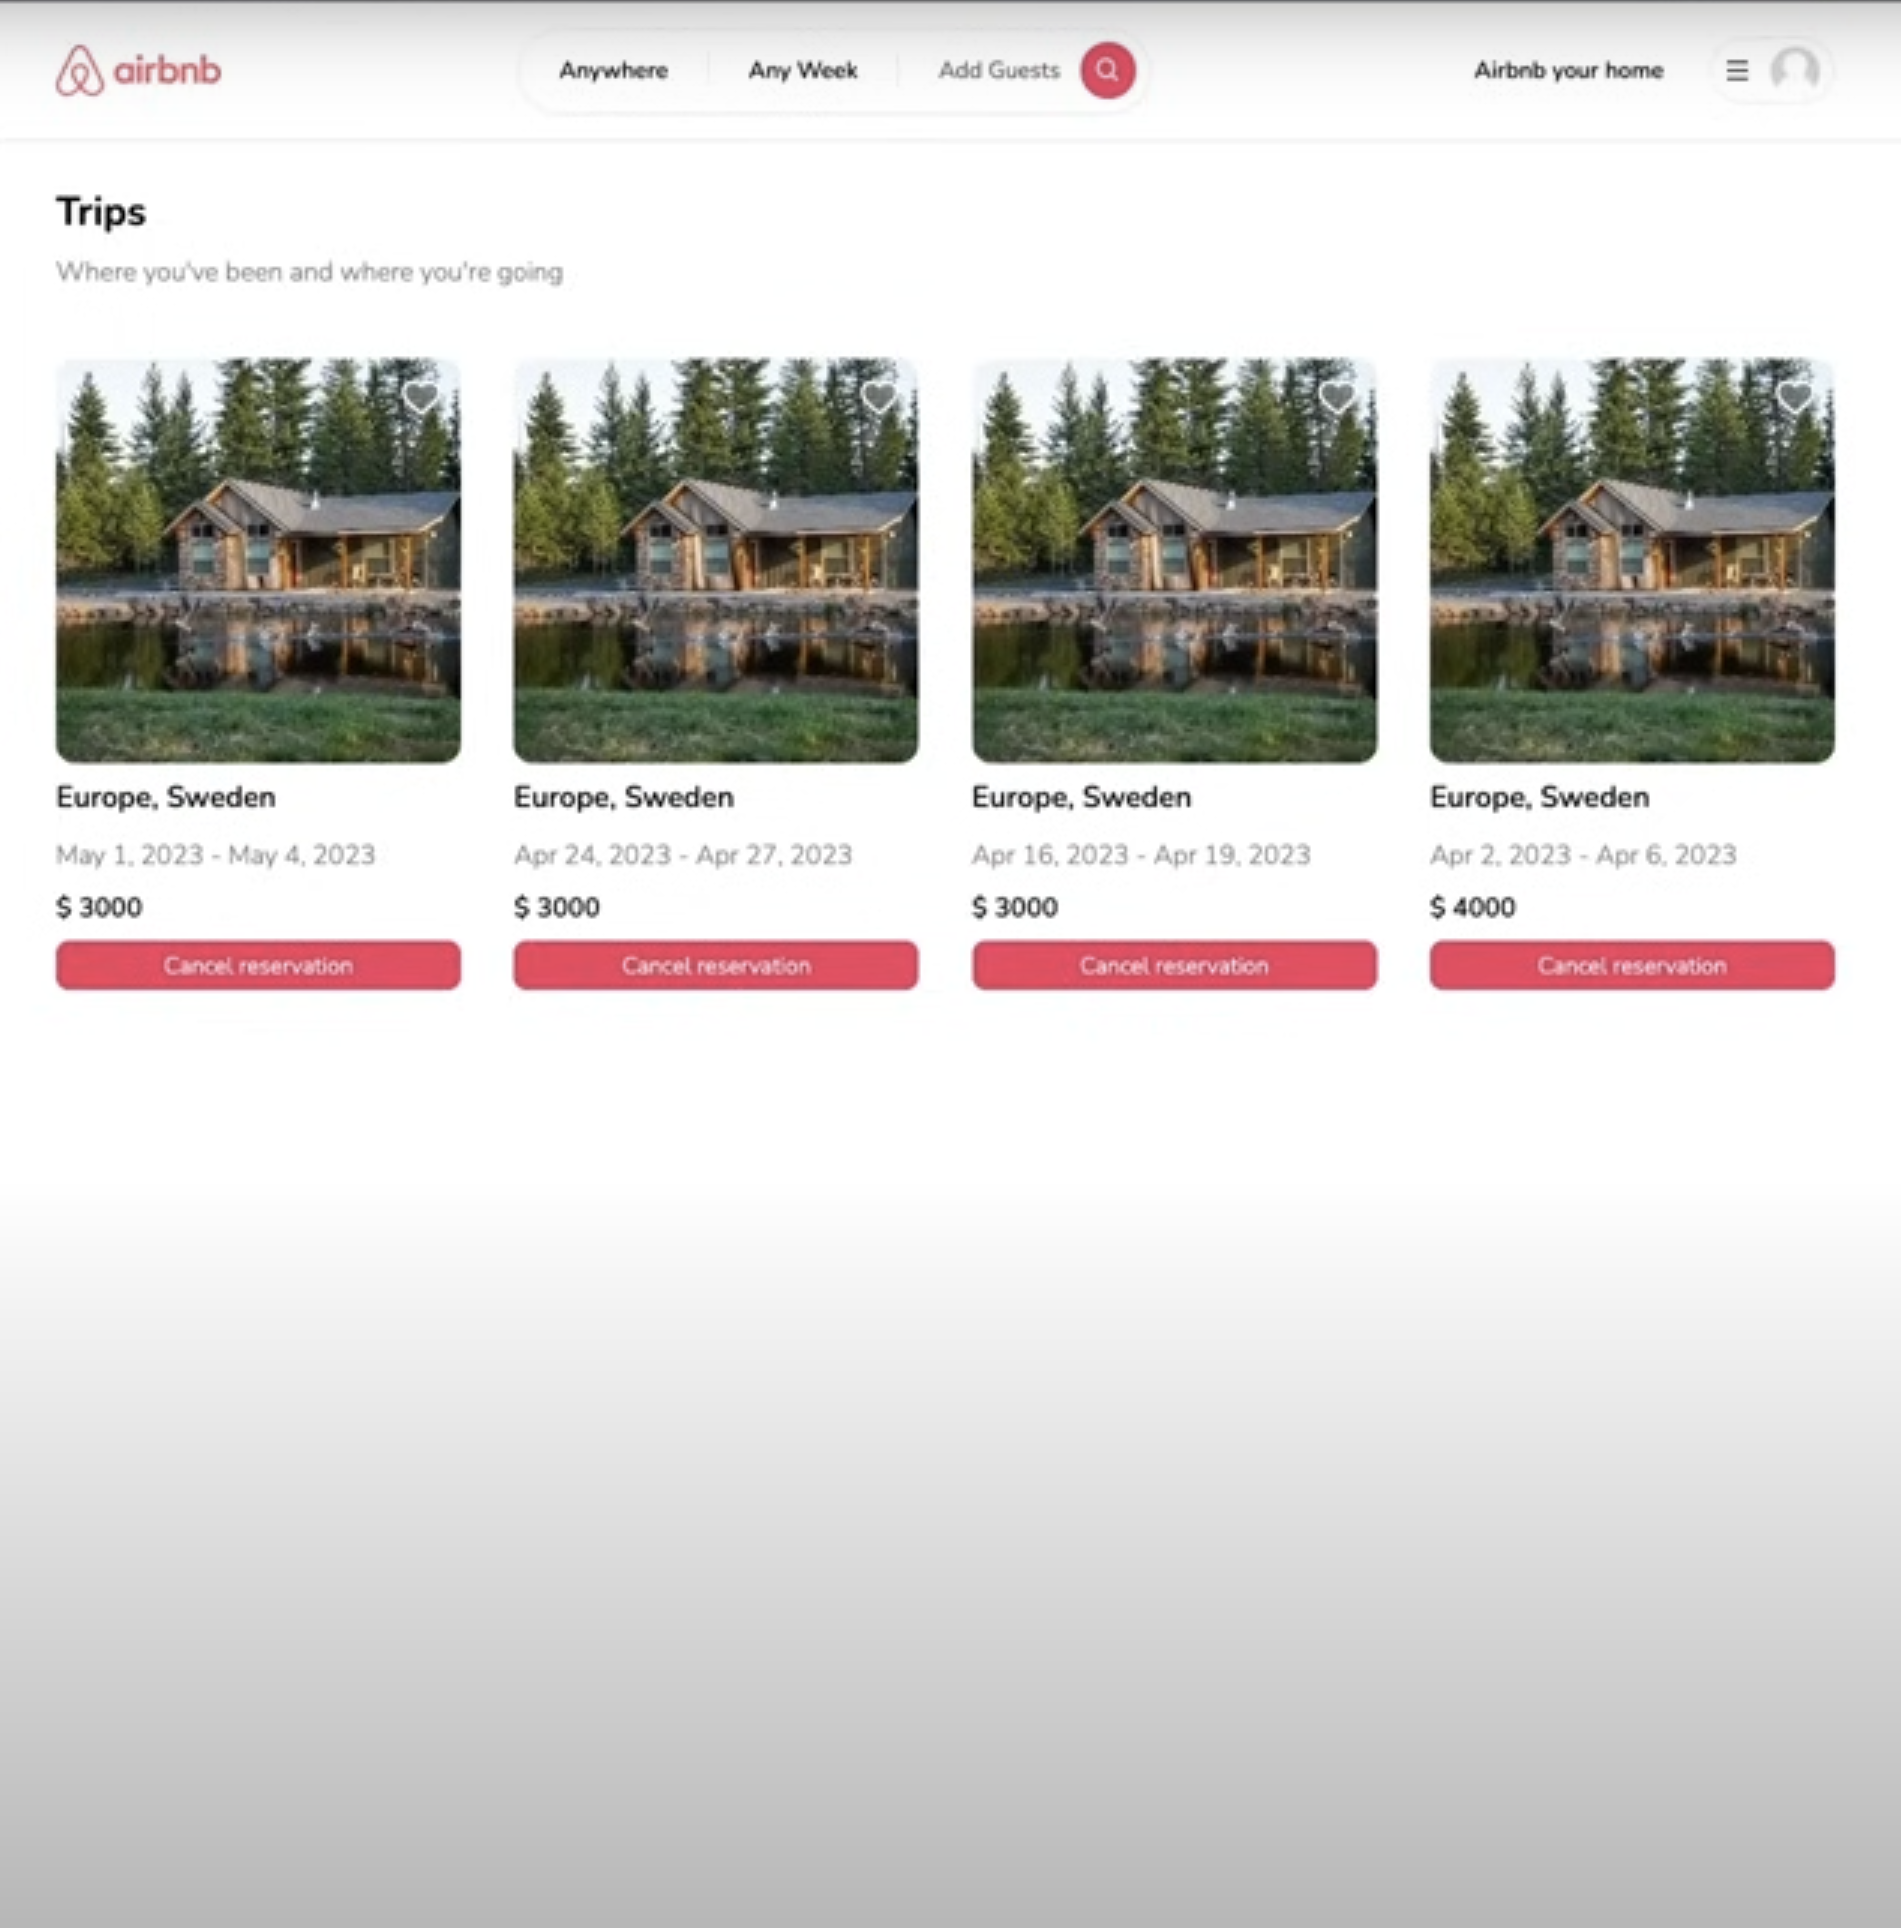 airbnb
Anywhere
Any Week
Add Guests
Airbnb your home
Trips
Where you've been and where you're going
Europe, Sweden
May 1, 2023 - May 4, 2023
$ 3000
Cancel reservation
Europe, Sweden
Apr 24, 2023 - Apr 27, 2023
$ 3000
Cancel reservation
Europe, Sweden
Apr 16, 2023 - Apr 19, 2023
$ 3000
Cancel reservation
Europe, Sweden
Apr 2, 2023 - Apr 6, 2023
$ 4000
Cancel reservation